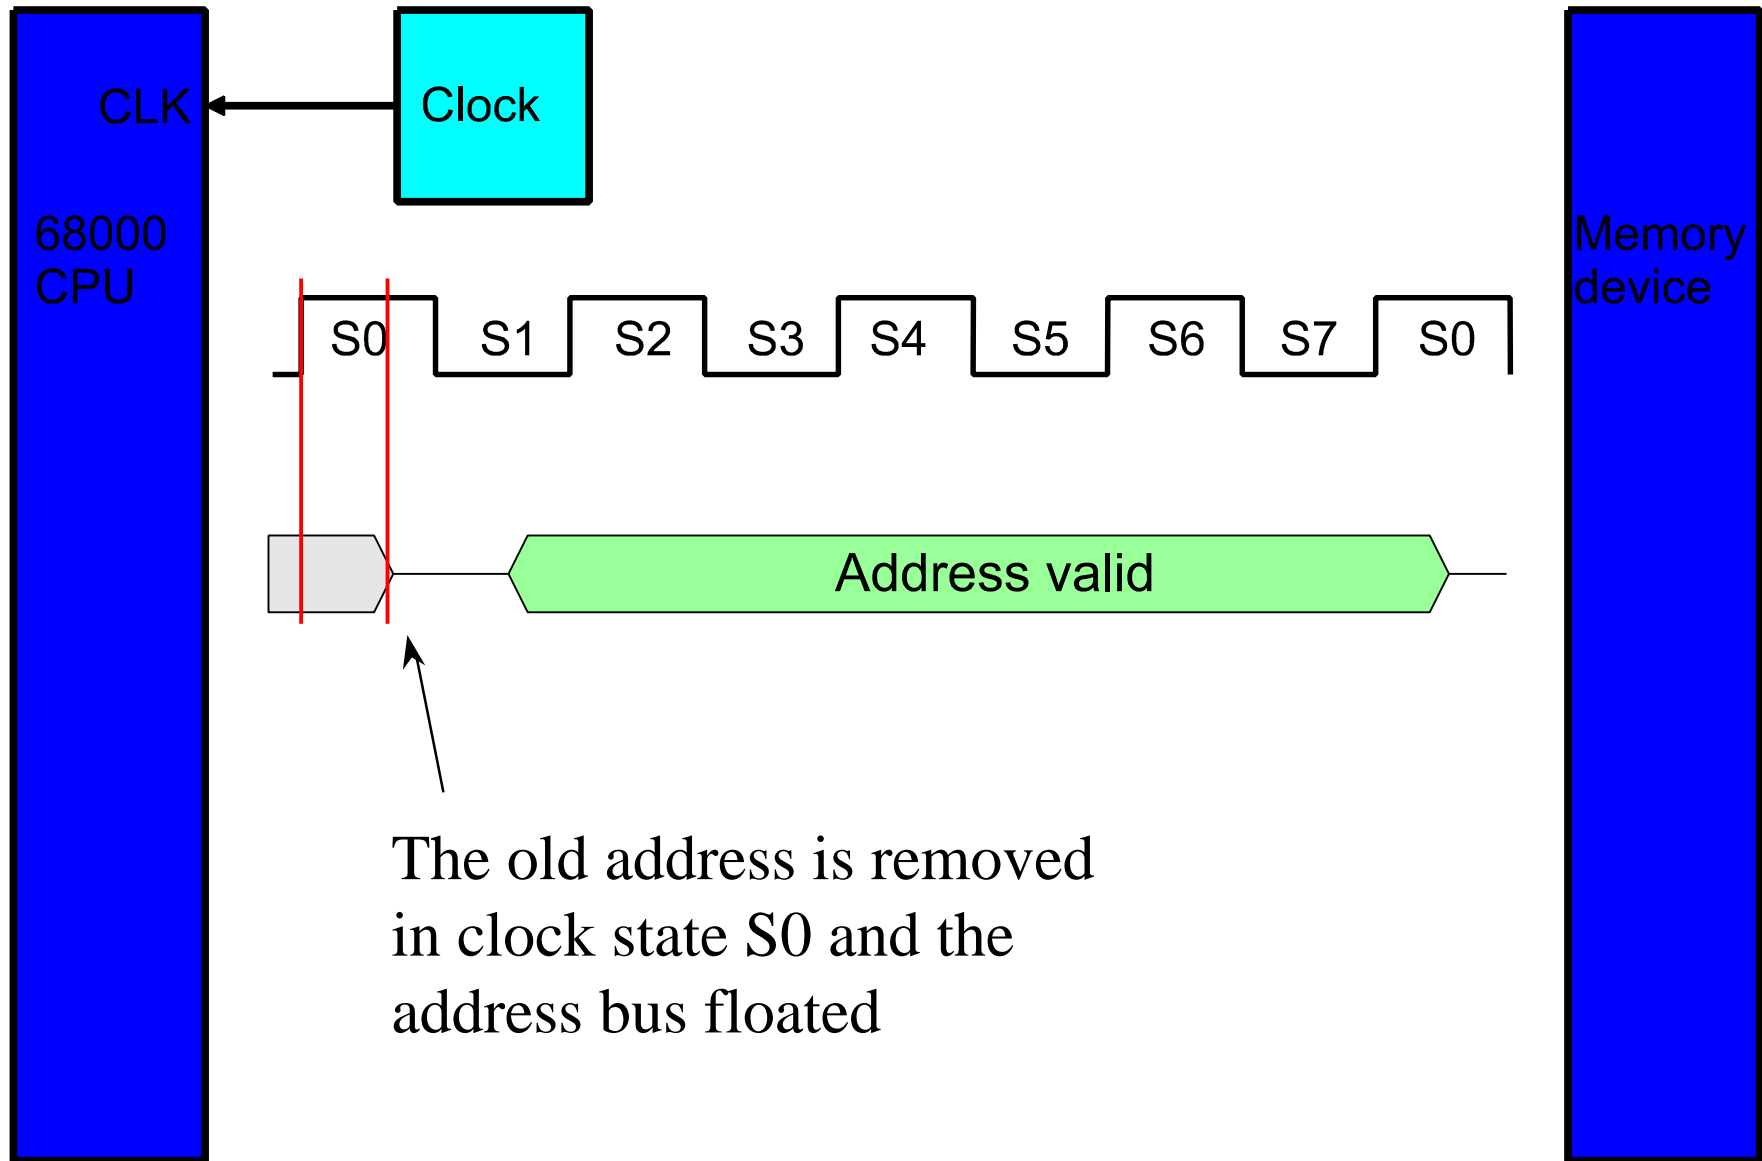 CLK
Clock
68000
CPU
Memory
device
S0 S1 S2 S3 S4 S5 S6 S7 S0
Address valid
The old address is removed
in clock state S0 and the
address bus floated